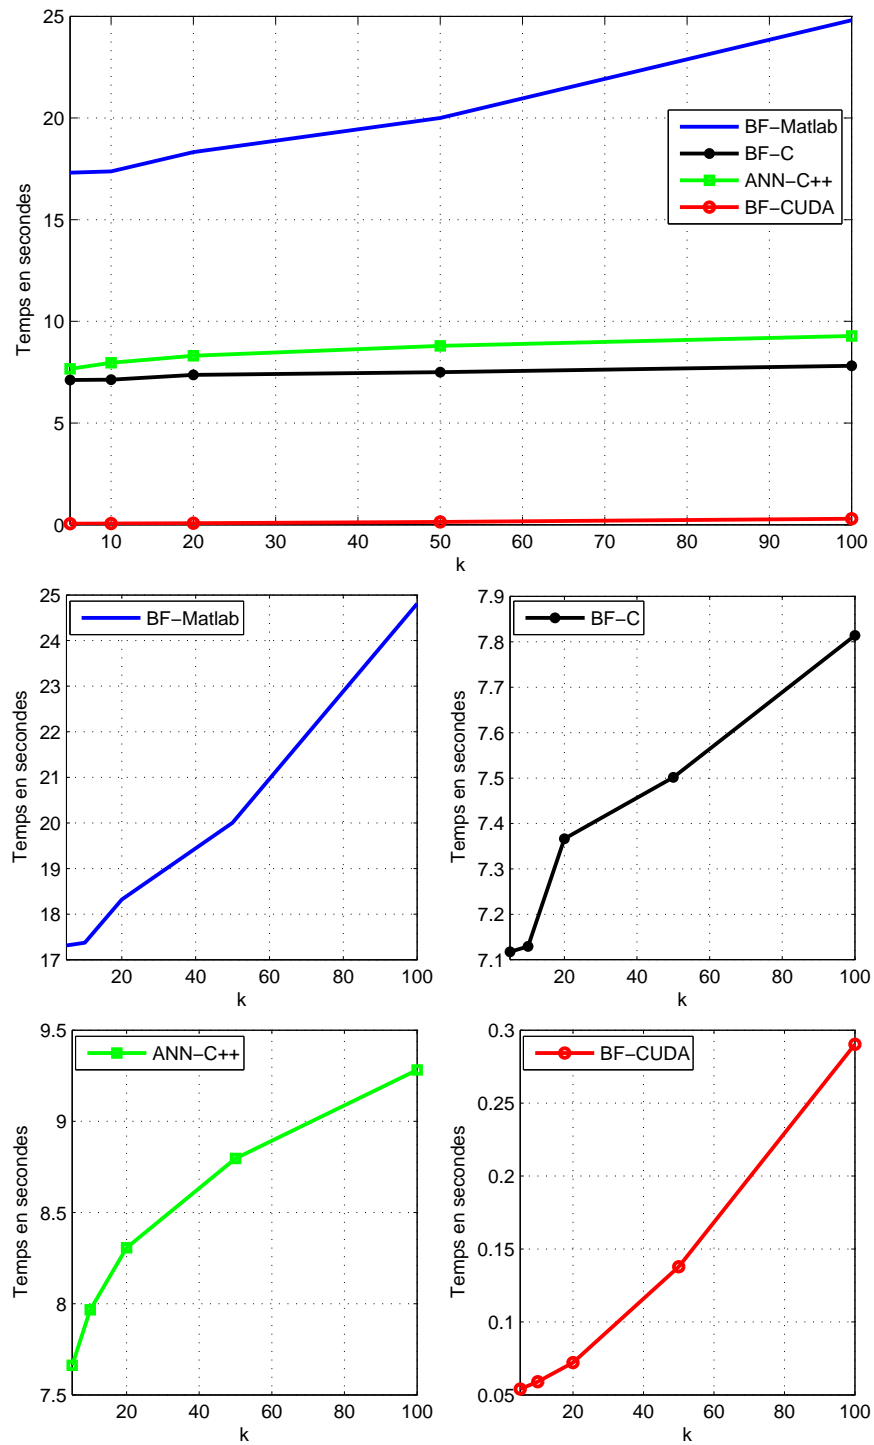 25
20
15
10
5
0
Temps en secondes
10 20 30 40 50 60 70 80 90 100
k
BF−Matlab
BF−C
ANN−C++
BF−CUDA
25
24
23
22
21
20
19
18
17
Temps en secondes
20 40 60 80 100
k
BF−Matlab
7.9
7.8
7.7
7.6
7.5
7.4
7.3
7.2
7.1
Temps en secondes
20 40 60 80 100
k
BF−C
9.5
9
8.5
8
7.5
Temps en secondes
20 40 60 80 100
k
ANN−C++
0.3
0.25
0.2
0.15
0.1
0.05
Temps en secondes
20 40 60 80 100
k
BF−CUDA